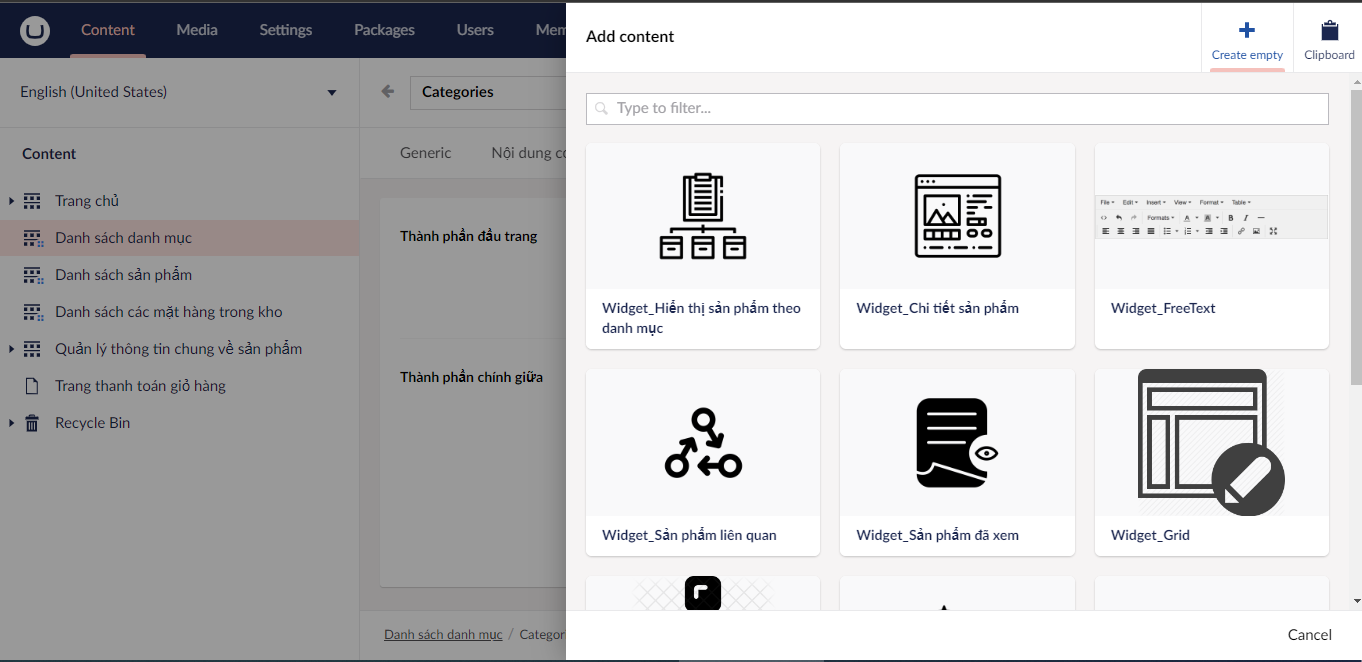 Content
Media
Settings
Packages
Users
Mem
English (United States)
Content
Trang chủ
Danh sách danh mục
Danh sách sản phẩm
Danh sách các mặt hàng trong kho
Quản lý thông tin chung về sản phẩm
Trang thanh toán giỏ hàng
Recycle Bin
Categories
Generic
Nội dung cơ
Thành phần đầu trang
Thành phần chính giữa
Danh sách danh mục / Categor
Add content
Create empty
Clipboard
Type to filter...
Widget_Hiển thị sản phẩm theo
danh mục
Widget_Chi tiết sản phẩm
File Edit Insert View Format Table
Formats A A B I
Widget_FreeText
Widget_Sản phẩm liên quan
Widget_Sản phẩm đã xem
Widget_Grid
Cancel